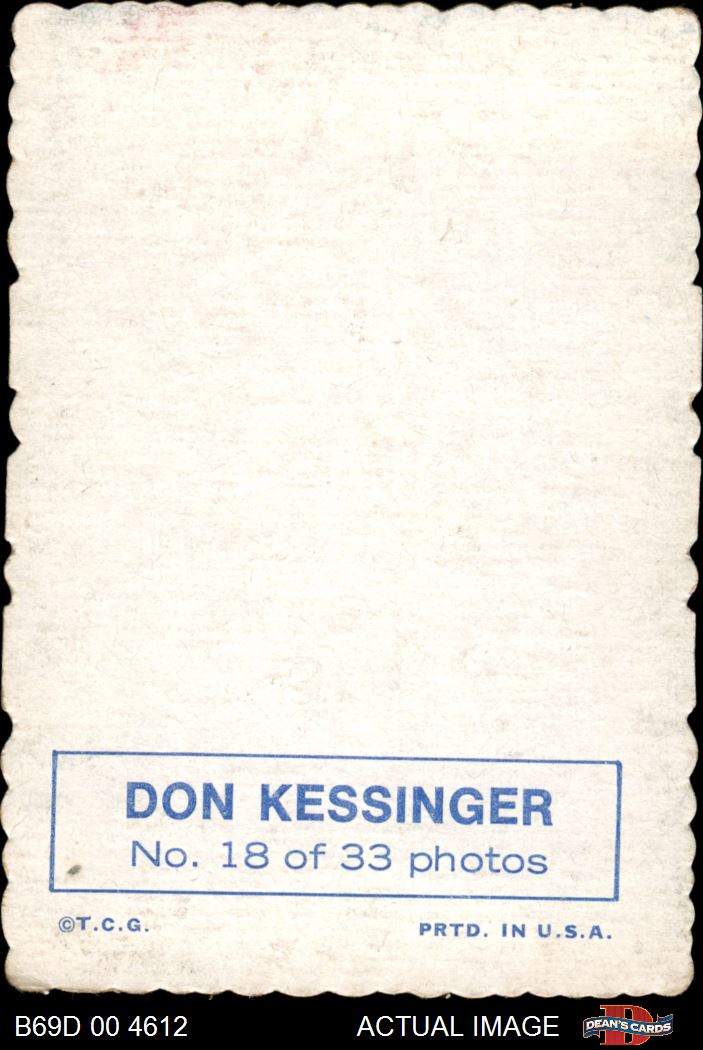 DON KESSINGER
No. 18 of 33 photos
©T.C.G.
PRTD. IN U.S.A.
B69D 00 4612
ACTUAL IMAGE
D
DEAN'S CARDS